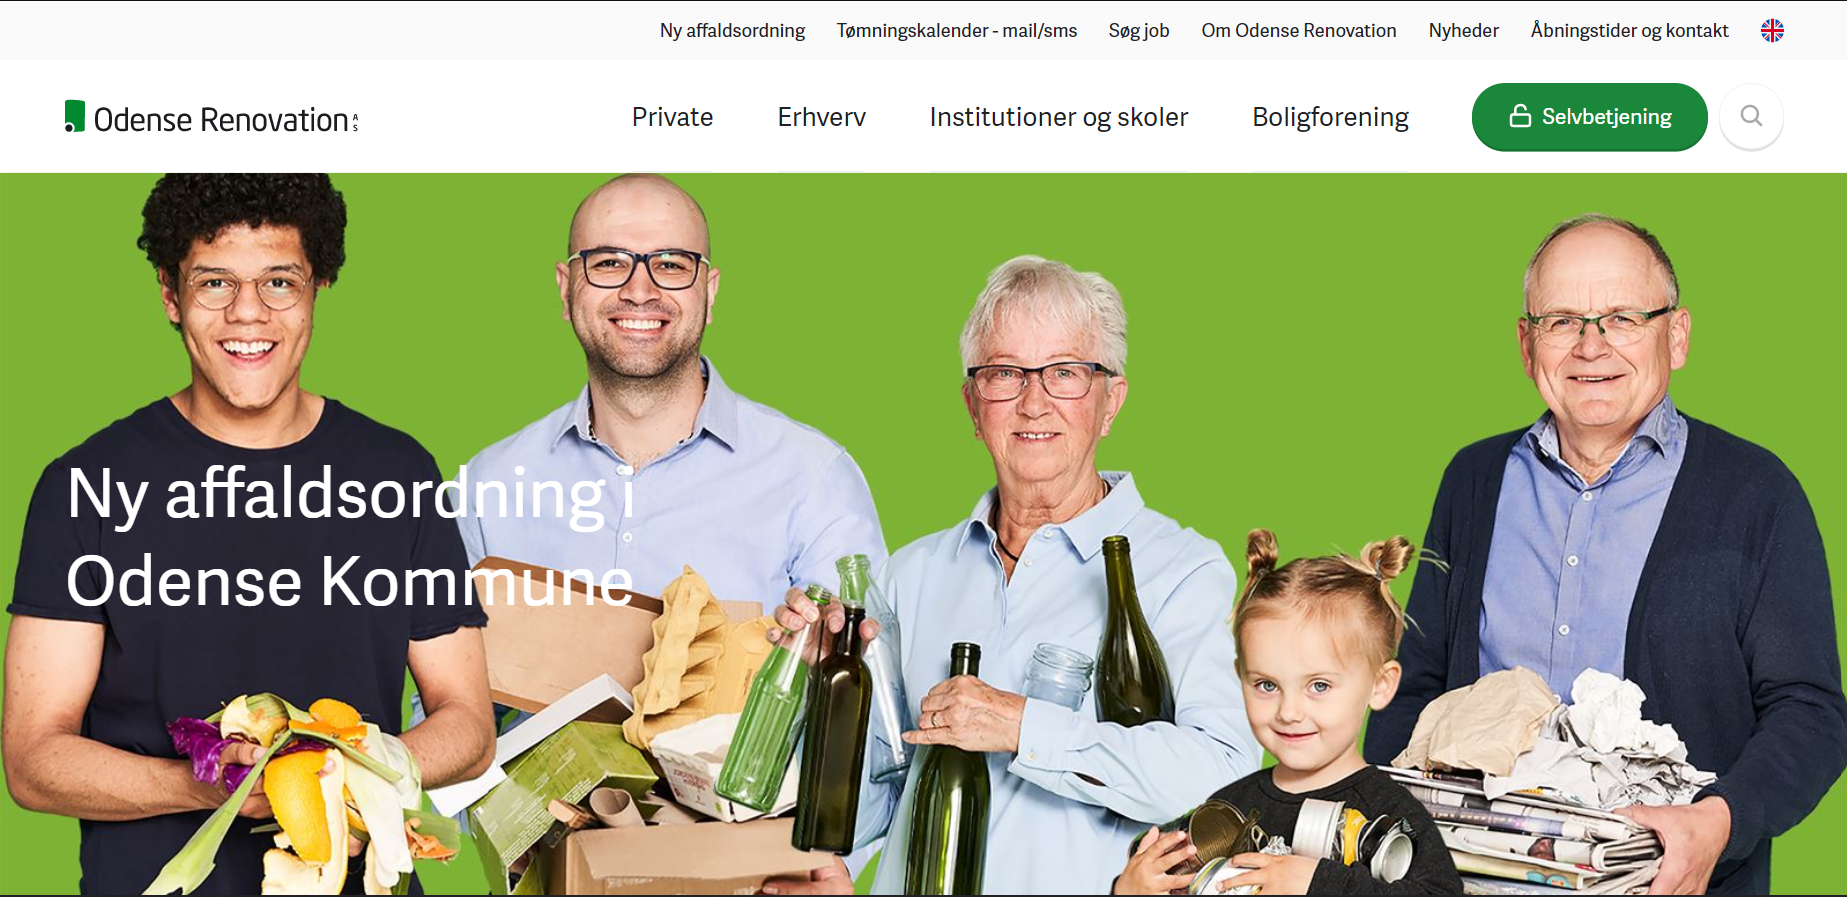 Ny affaldsordning
Tømningskalender - mail/sms
Søg job
Om Odense Renovation
Nyheder
Åbningstider og kontakt
Odense Renovation A S
Private
Erhverv
Institutioner og skoler
Boligforening
Selvbetjening
Ny affaldsordning i
Odense Kommune